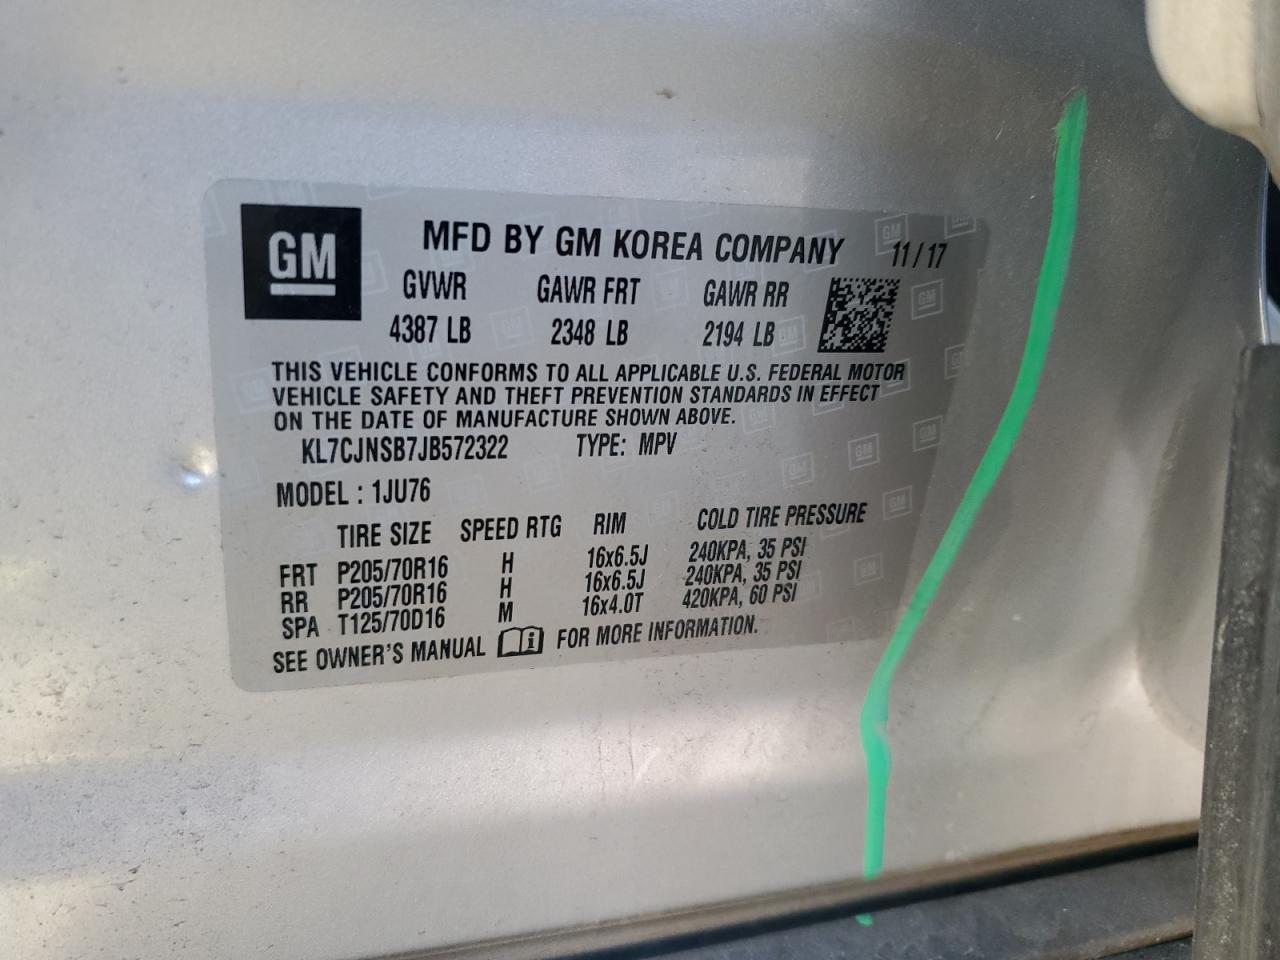 GM
MFD BY GM KOREA COMPANY 11/17
GVWR GAWR FRT GAWR RR
4387 LB 2348 LB 2194 LB
THIS VEHICLE CONFORMS TO ALL APPLICABLE U.S. FEDERAL MOTOR
VEHICLE SAFETY AND THEFT PREVENTION STANDARDS IN EFFECT
ON THE DATE OF MANUFACTURE SHOWN ABOVE.
KL7CJNSB7JB572322 TYPE: MPV
MODEL : 1JU76
TIRE SIZE SPEED RTG RIM COLD TIRE PRESSURE
FRT P205/70R16 H 16x6.5J 240KPA, 35 PSI
RR P205/70R16 H 16x6.5J 240KPA, 35 PSI
SPA T125/70D16 M 16x4.0T 420KPA, 60 PSI
SEE OWNER'S MANUAL FOR MORE INFORMATION.